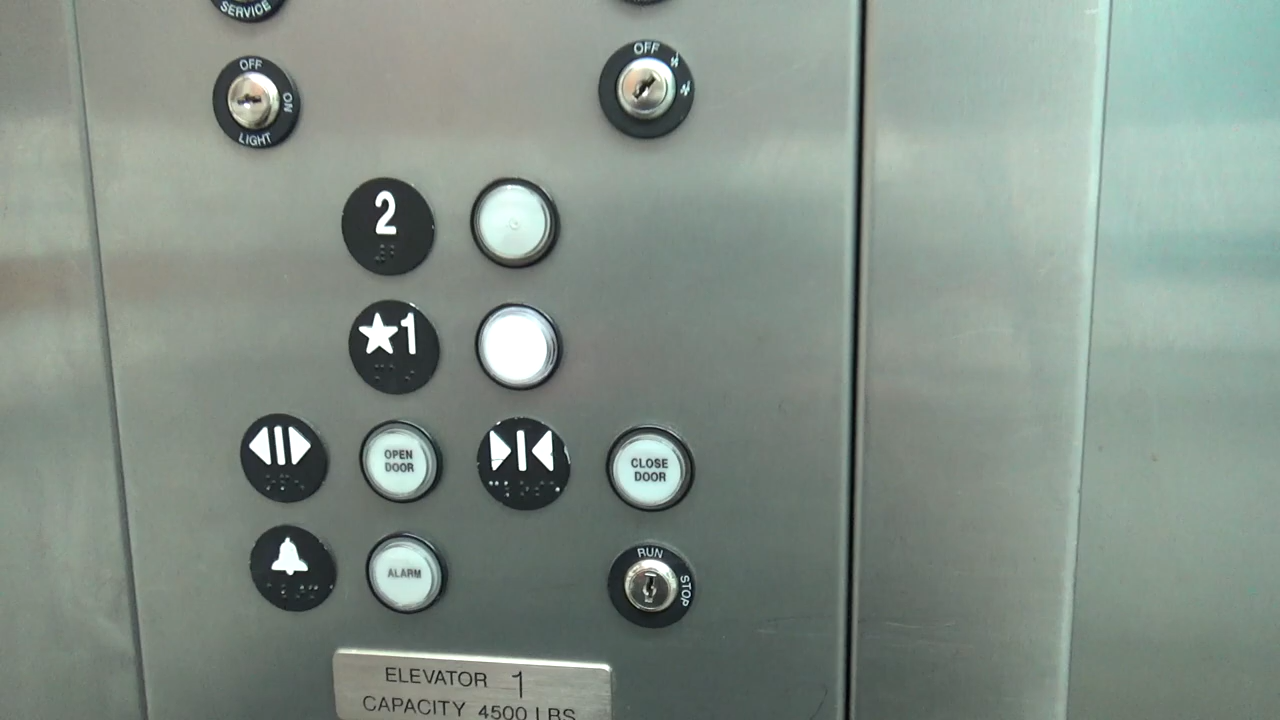 SERVICE
OFF
ON
LIGHT
OFF
2
★1
OPEN
DOOR
CLOSE
DOOR
ALARM
RUN
STOP
ELEVATOR 1
CAPACITY 4500 LBS